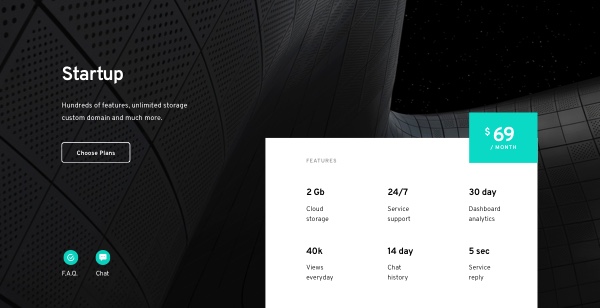 Startup
Hundreds of features, unlimited storage
custom domain and much more.
Choose Plans
F.A.Q.
Chat
$ 69
/ MONTH
FEATURES
2 Gb
Cloud
storage
24/7
Service
support
30 day
Dashboard
analytics
40k
Views
everyday
14 day
Chat
history
5 sec
Service
reply